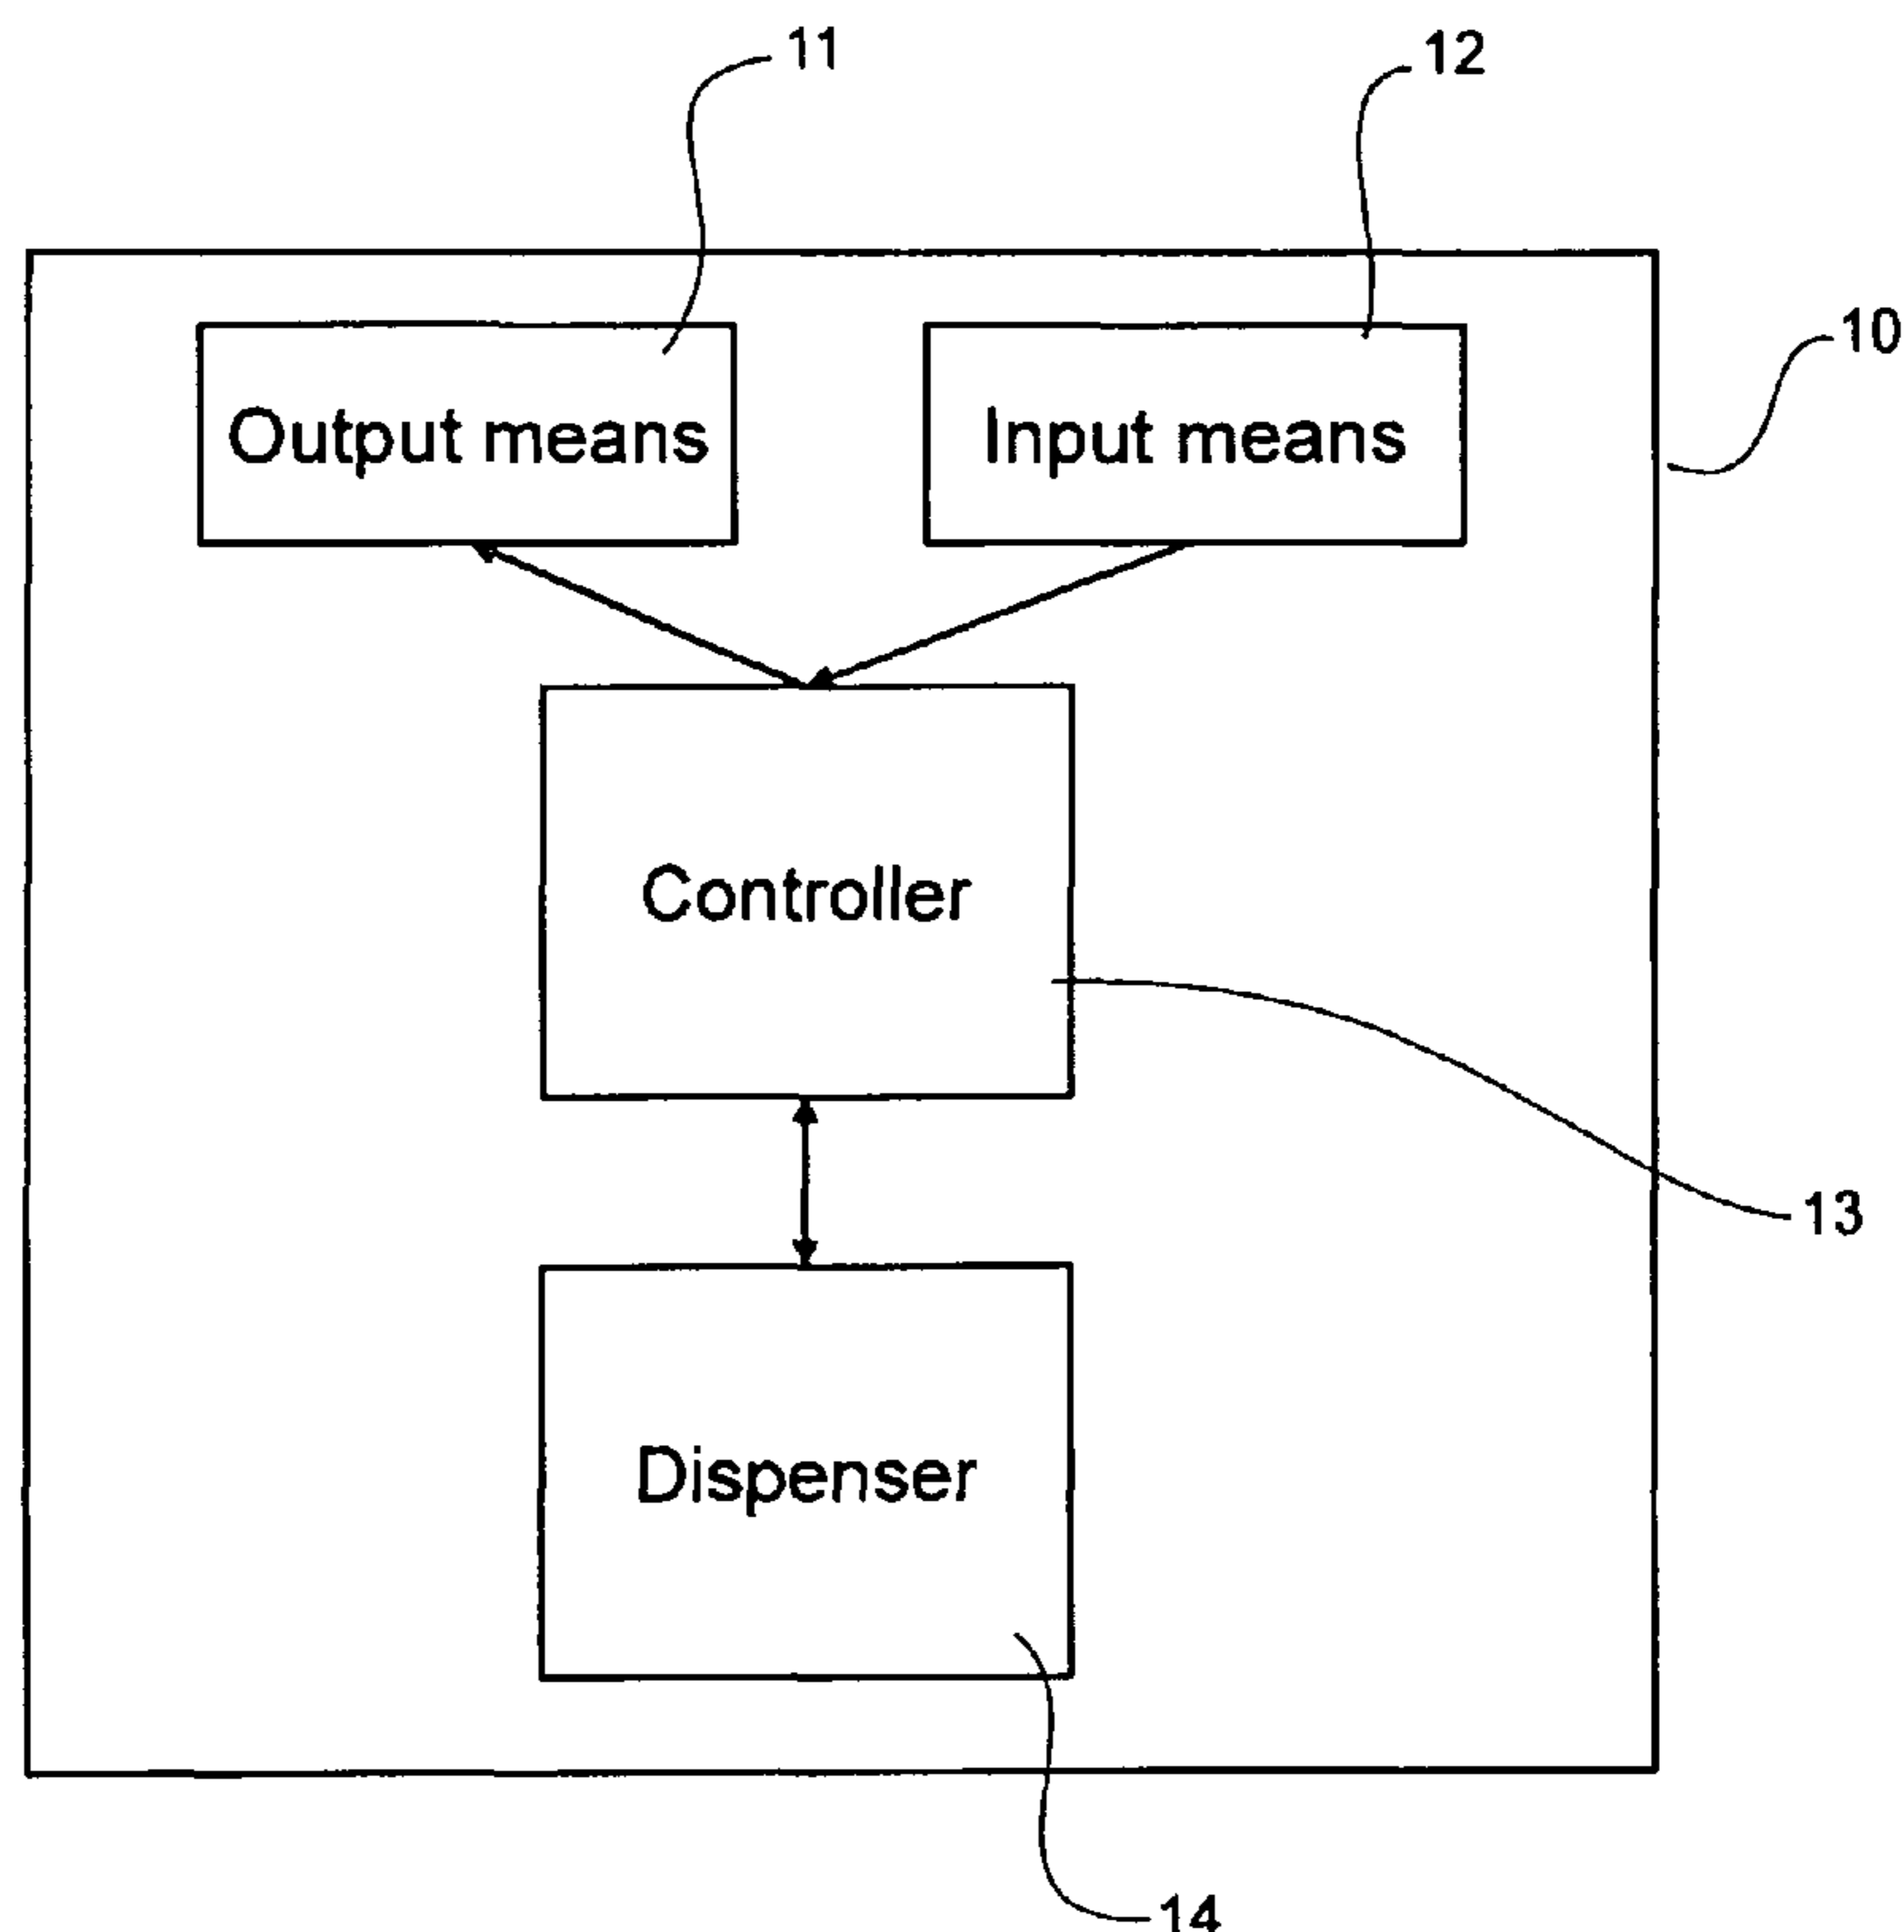 11
12
10
Output means
Input means
Controller
13
Dispenser
14